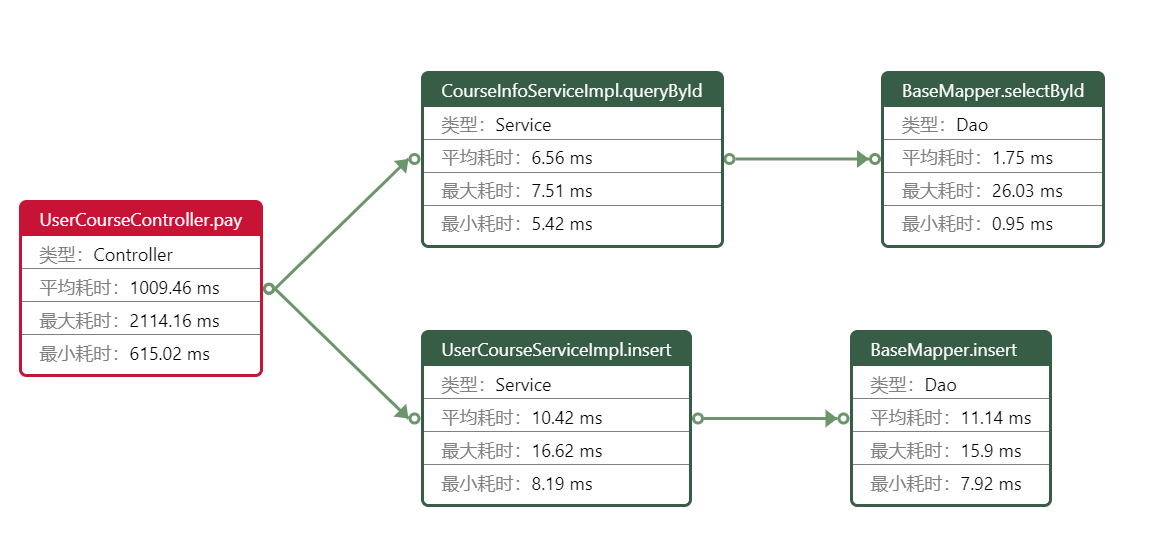 UserCourseController.pay
类型：Controller
平均耗时：1009.46 ms
最大耗时：2114.16 ms
最小耗时：615.02 ms
CourseInfoServiceImpl.queryById
类型：Service
平均耗时：6.56 ms
最大耗时：7.51 ms
最小耗时：5.42 ms
BaseMapper.selectById
类型：Dao
平均耗时：1.75 ms
最大耗时：26.03 ms
最小耗时：0.95 ms
UserCourseServiceImpl.insert
类型：Service
平均耗时：10.42 ms
最大耗时：16.62 ms
最小耗时：8.19 ms
BaseMapper.insert
类型：Dao
平均耗时：11.14 ms
最大耗时：15.9 ms
最小耗时：7.92 ms